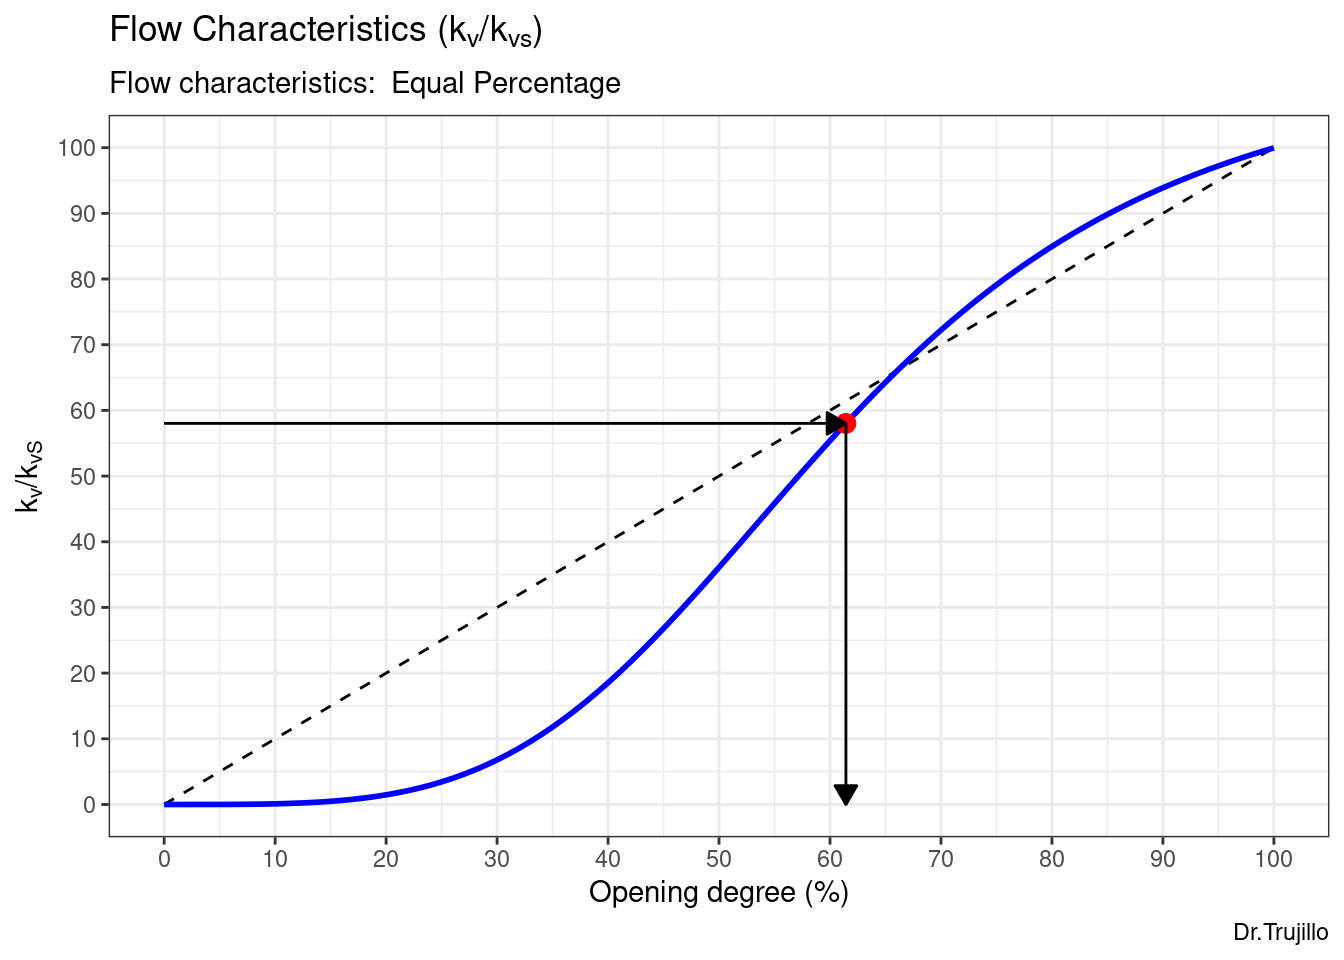 Flow Characteristics (kv/kvs)
Flow characteristics:  Equal Percentage
kv/kvS
100
90
80
70
60
50
40
30
20
10
0
0 10 20 30 40 50 60 70 80 90 100
Opening degree (%)
Dr.Trujillo